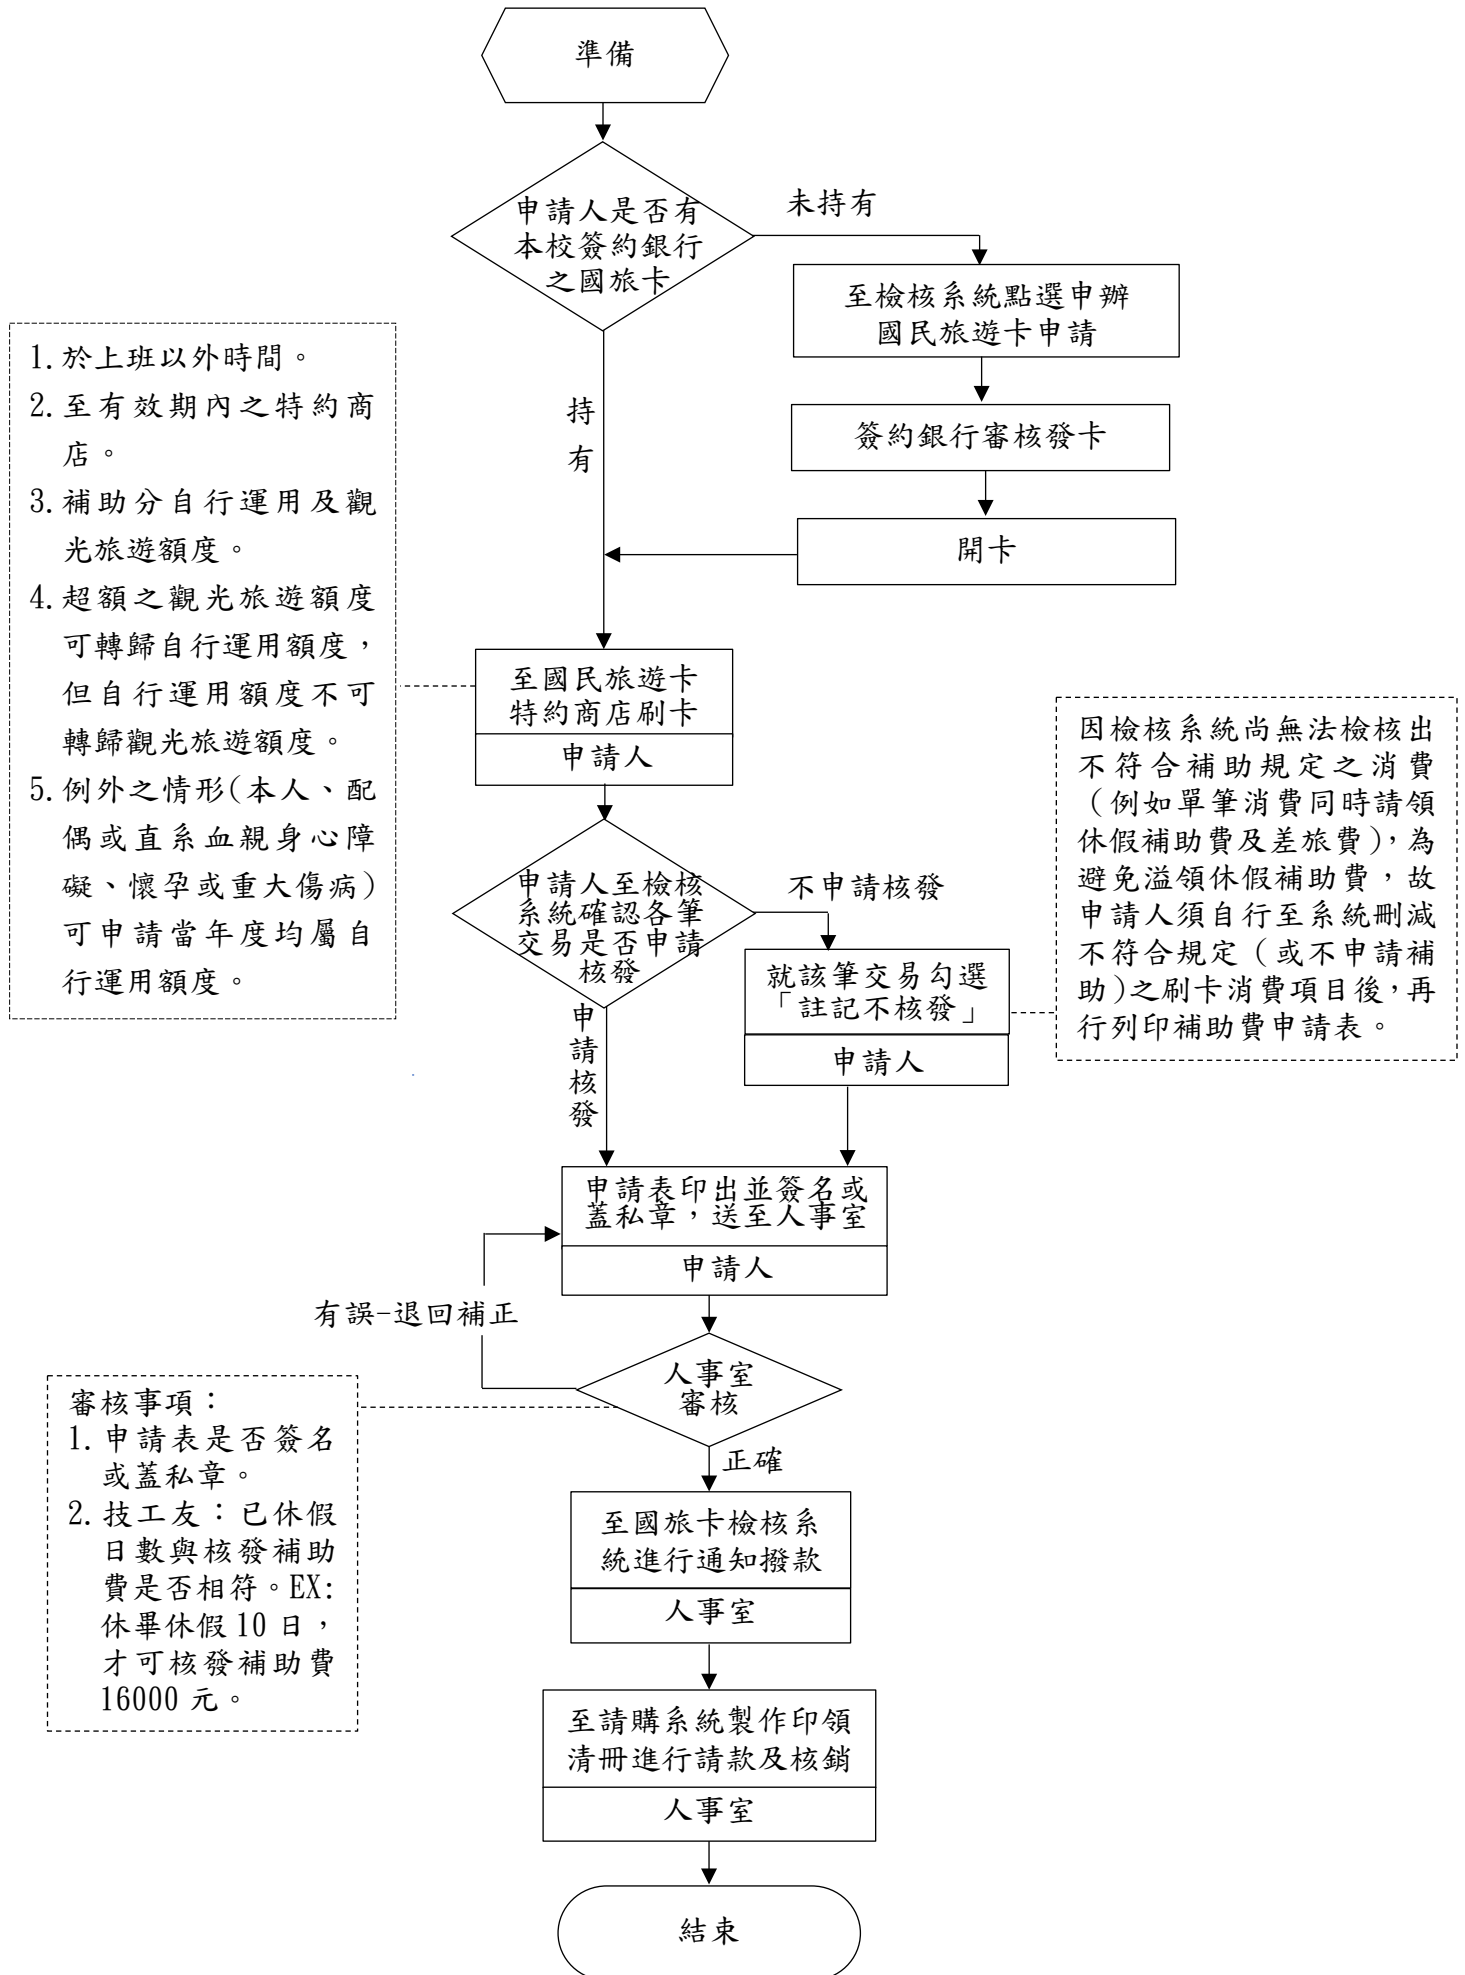 準備
申請人是否有
本校簽約銀行
之國旅卡
未持有
至檢核系統點選申辦
國民旅遊卡申請
簽約銀行審核發卡
開卡
持
有
1.於上班以外時間。
2.至有效期內之特約商
店。
3.補助分自行運用及觀
光旅遊額度。
4.超額之觀光旅遊額度
可轉歸自行運用額度，
但自行運用額度不可
轉歸觀光旅遊額度。
5.例外之情形(本人、配
偶或直系血親身心障
礙、懷孕或重大傷病)
可申請當年度均屬自
行運用額度。
至國民旅遊卡
特約商店刷卡
申請人
申請人至檢核
系統確認各筆
交易是否申請
核發
不申請核發
就該筆交易勾選
「註記不核發」
申請人
因檢核系統尚無法檢核出
不符合補助規定之消費
（例如單筆消費同時請領
休假補助費及差旅費），為
避免溢領休假補助費，故
申請人須自行至系統刪減
不符合規定（或不申請補
助）之刷卡消費項目後，再
行列印補助費申請表。
申
請
核
發
申請表印出並簽名或
蓋私章，送至人事室
申請人
有誤-退回補正
人事室
審核
審核事項：
1.申請表是否簽名
或蓋私章。
2.技工友：已休假
日數與核發補助
費是否相符。EX:
休畢休假10日，
才可核發補助費
16000元。
正確
至國旅卡檢核系
統進行通知撥款
人事室
至請購系統製作印領
清冊進行請款及核銷
人事室
結束